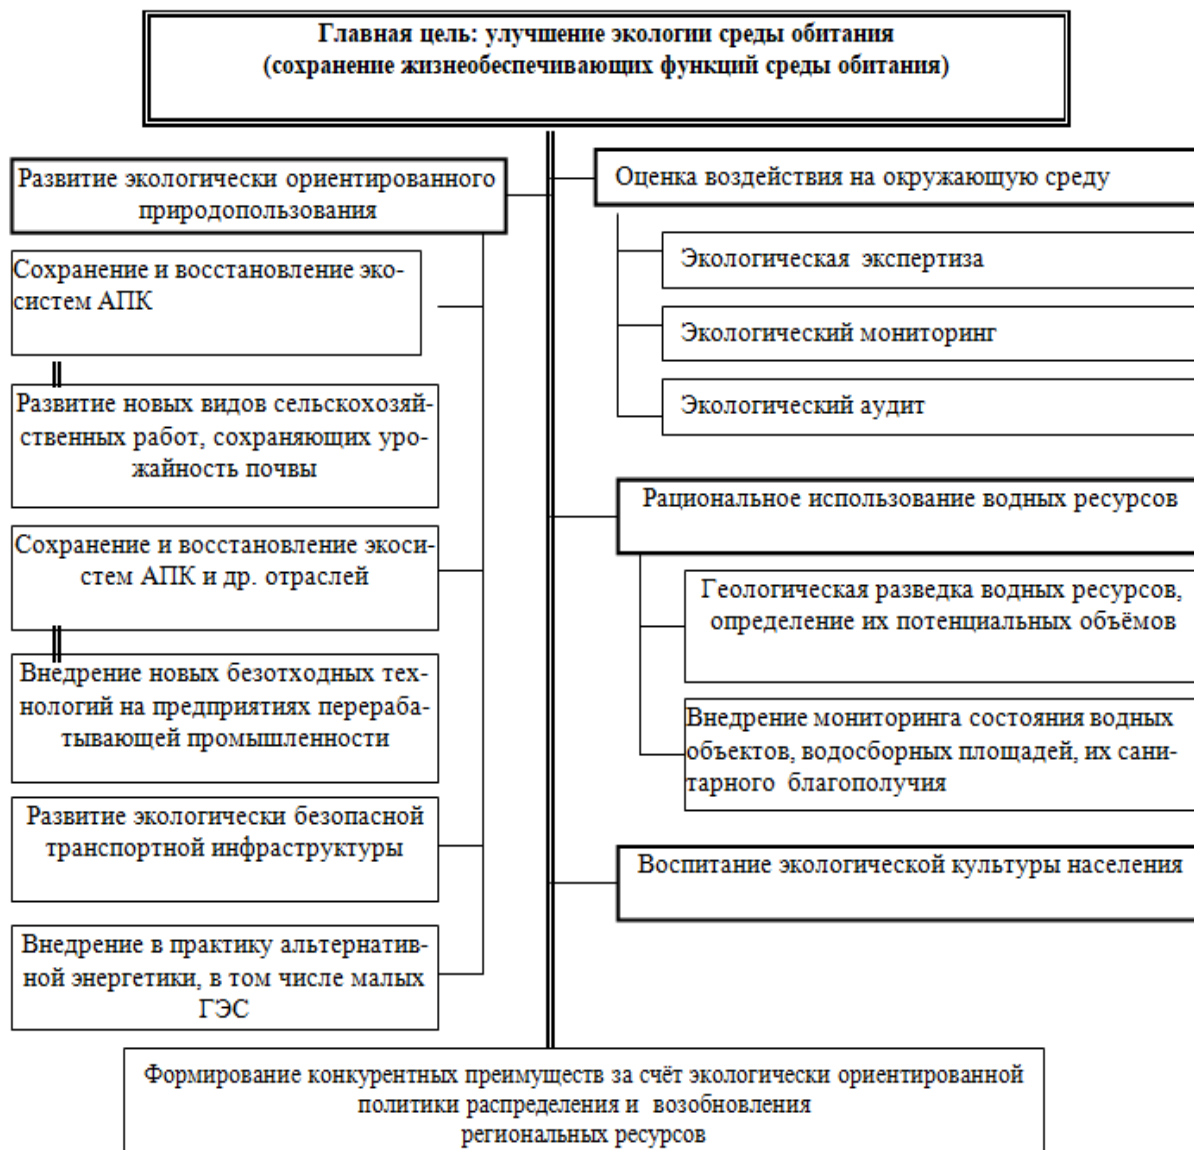 Главная цель: улучшение экологии среды обитания
(сохранение жизнеобеспечивающих функций среды обитания)
Развитие экологически ориентированного
природопользования
Сохранение и восстановление эко-
систем АПК
Развитие новых видов сельскохозяй-
ственных работ, сохраняющих уро-
жайность почвы
Сохранение и восстановление экоси-
стем АПК и др. отраслей
Внедрение новых безотходных тех-
нологий на предприятиях перераба-
тывающей промышленности
Развитие экологически безопасной
транспортной инфраструктуры
Внедрение в практику альтернатив-
ной энергетики, в том числе малых
ГЭС
Оценка воздействия на окружающую среду
Экологическая экспертиза
Экологический мониторинг
Экологический аудит
Рациональное использование водных ресурсов
Геологическая разведка водных ресурсов,
определение их потенциальных объёмов
Внедрение мониторинга состояния водных
объектов, водосборных площадей, их сани-
тарного благополучия
Воспитание экологической культуры населения
Формирование конкурентных преимуществ за счёт экологически ориентированной
политики распределения и возобновления
региональных ресурсов